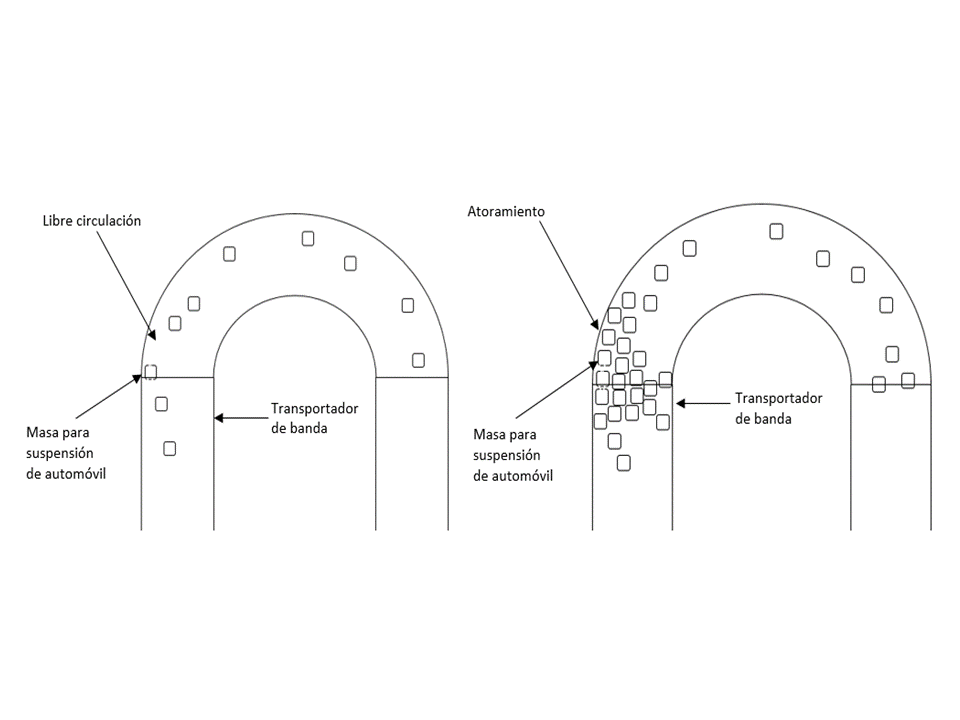 Libre circulación
Masa para
suspensión
de automóvil
Transportador
de banda
Atoramiento
Masa para
suspensión
de automóvil
Transportador
de banda